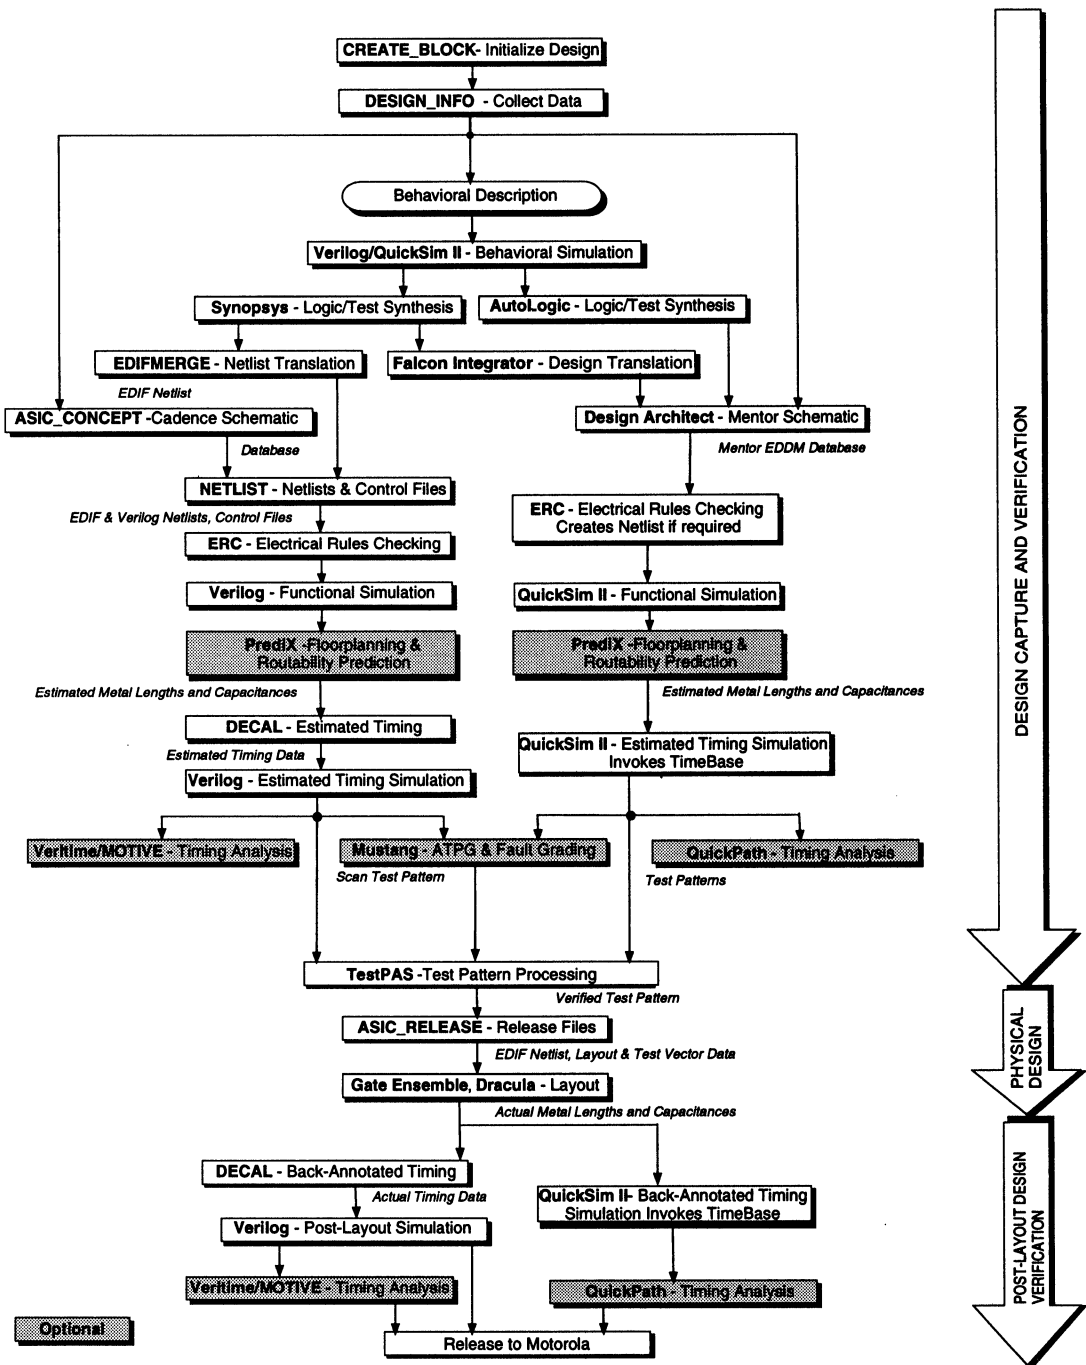 CREATE_BLOCK- Initialize Design
DESIGN_INFO - Collect Data
Behavioral Description
Verilog/QuickSim II - Behavioral Simulation
Synopsys - Logic/Test Synthesis
AutoLogic - Logic/Test Synthesis
EDIFMERGE - Netlist Translation
Falcon Integrator - Design Translation
EDIF Netlist
ASIC_CONCEPT -Cadence Schematic
Design Architect - Mentor Schematic
Database
Mentor EDDM Database
NETLIST - Netlists & Control Files
EDIF & Verilog Netlists, Control Files
ERC - Electrical Rules Checking
Creates Netlist if required
ERC - Electrical Rules Checking
Verilog - Functional Simulation
QuickSim II - Functional Simulation
PrediX -Floorplanning &
Routability Prediction
PrediX -Floorplanning &
Routability Prediction
Estimated Metal Lengths and Capacitances
Estimated Metal Lengths and Capacitances
DECAL - Estimated Timing
Estimated Timing Data
QuickSim II - Estimated Timing Simulation
Invokes TimeBase
Verilog - Estimated Timing Simulation
Veritime/MOTIVE - Timing Analysis
Mustang - ATPG & Fault Grading
QuickPath - Timing Analysis
Scan Test Pattern
Test Patterns
TestPAS -Test Pattern Processing
Verified Test Pattern
ASIC_RELEASE - Release Files
EDIF Netlist, Layout & Test Vector Data
Gate Ensemble, Dracula - Layout
Actual Metal Lengths and Capacitances
DECAL - Back-Annotated Timing
Actual Timing Data
QuickSim II- Back-Annotated Timing
Simulation Invokes TimeBase
Verilog - Post-Layout Simulation
Veritime/MOTIVE - Timing Analysis
QuickPath - Timing Analysis
Optional
Release to Motorola
DESIGN CAPTURE AND VERIFICATION
PHYSICAL
DESIGN
POST-LAYOUT DESIGN
VERIFICATION